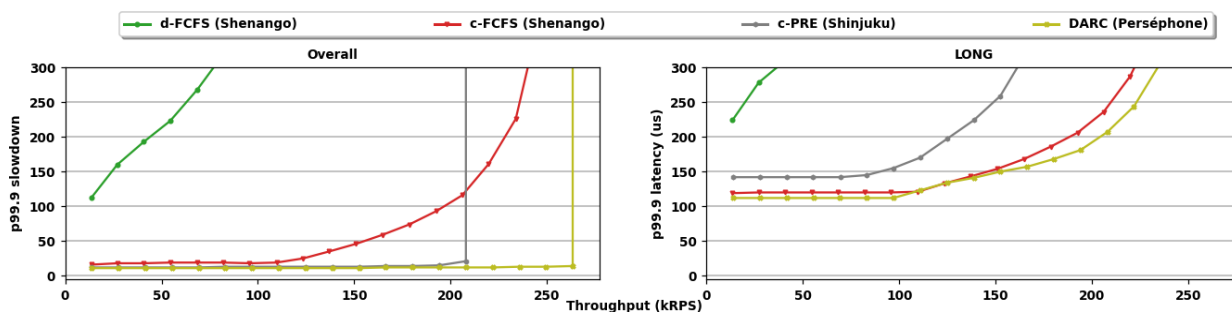 d-FCFS (Shenango) c-FCFS (Shenango) c-PRE (Shinjuku) DARC (Perséphone)
Overall
p99.9 slowdown
300
250
200
150
100
50
0
0 50 100 150 200 250
LONG
p99.9 latency (us)
300
250
200
150
100
50
0
0 50 100 150 200 250
Throughput (kRPS)